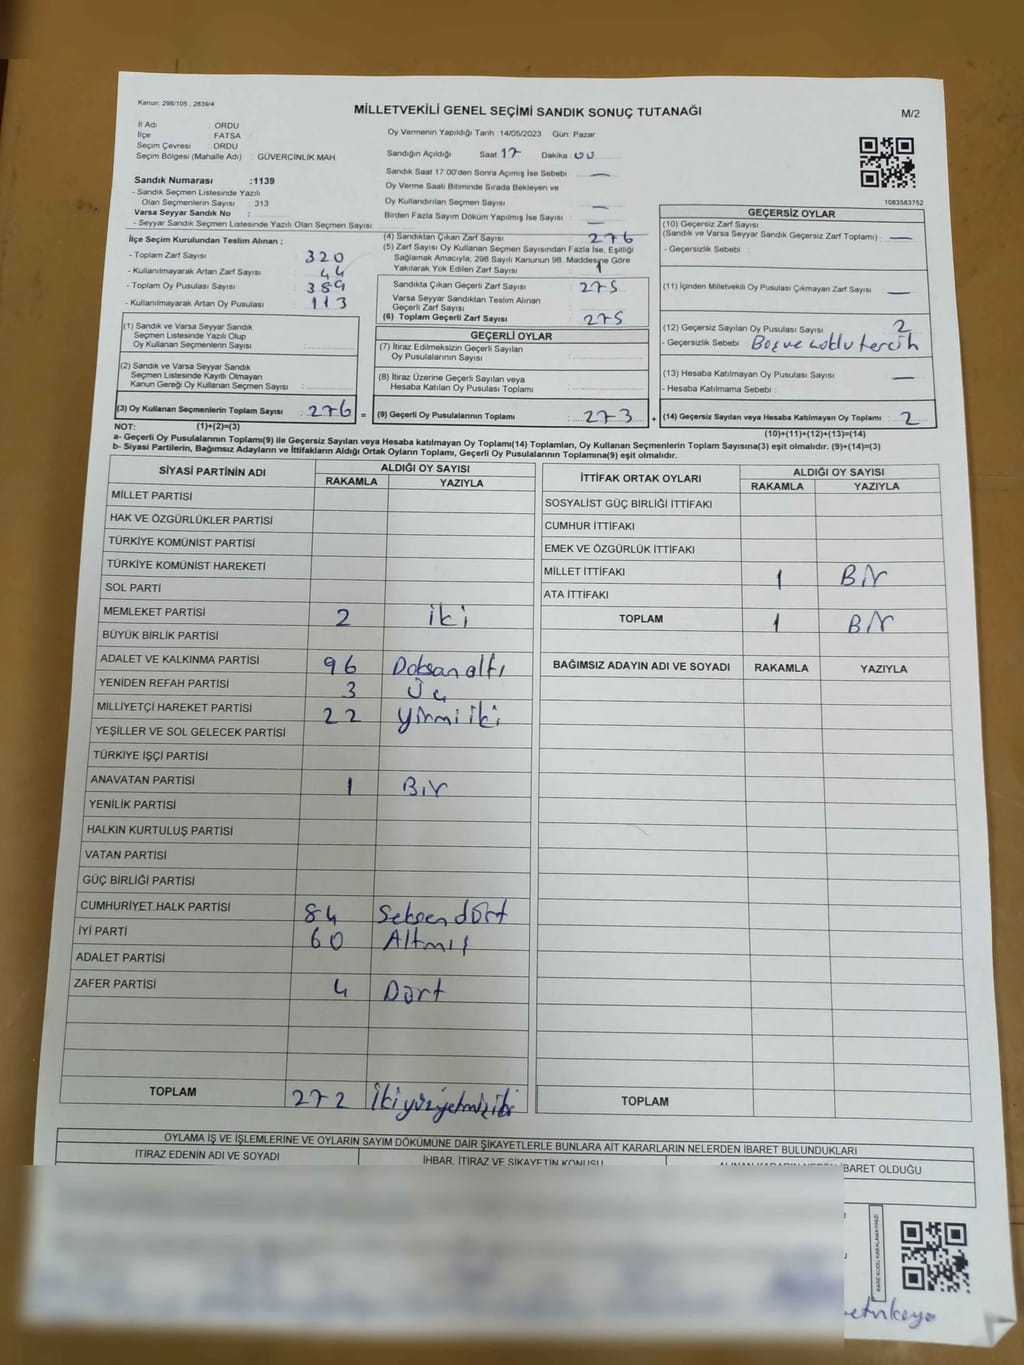 Kanun: 298/105 , 2839/4
MİLLETVEKİLİ GENEL SEÇİMİ SANDIK SONUÇ TUTANAĞI
M/2
İl Adı : ORDU
İlçe : FATSA
Seçim Çevresi : ORDU
Seçim Bölgesi (Mahalle Adı) : GÜVERCİNLİK MAH
Sandık Numarası :1139
- Sandık Seçmen Listesinde Yazılı
Olan Seçmenlerin Sayısı : 313
Varsa Seyyar Sandık No :
- Seyyar Sandık Seçmen Listesinde Yazılı Olan Seçmen Sayısı:
İlçe Seçim Kurulundan Teslim Alınan ;
- Toplam Zarf Sayısı : 320
- Kullanılmayarak Artan Zarf Sayısı : 44
- Toplam Oy Pusulası Sayısı : 389
- Kullanılmayarak Artan Oy Pusulası : 113
(1) Sandık ve Varsa Seyyar Sandık
Seçmen Listesinde Yazılı Olup
Oy Kullanan Seçmenlerin Sayısı :
(2) Sandık ve Varsa Seyyar Sandık
Seçmen Listesinde Kayıtlı Olmayan
Kanun Gereği Oy Kullanan Seçmen Sayısı :
(3) Oy Kullanan Seçmenlerin Toplam Sayısı : 276 =
Oy Vermenin Yapıldığı Tarih 14/05/2023 Gün: Pazar
Sandığın Açıldığı Saat 17 Dakika : 00
Sandık Saat 17.00'den Sonra Açımış İse Sebebi : —
Oy Verme Saati Bitiminde Sırada Bekleyen ve
Oy Kullandırılan Seçmen Sayısı : —
Birden Fazla Sayım Döküm Yapılmış İse Sayısı : —
(4) Sandıktan Çıkan Zarf Sayısı : 276
(5) Zarf Sayısı Oy Kullanan Seçmen Sayısından Fazla İse, Eşitliği
Sağlamak Amacıyla, 298 Sayılı Kanunun 98. Maddesine Göre
Yakılarak Yok Edilen Zarf Sayısı : 1
Sandıkta Çıkan Geçerli Zarf Sayısı : 275
Varsa Seyyar Sandıktan Teslim Alınan
Geçerli Zarf Sayısı
(6) Toplam Geçerli Zarf Sayısı : 275
GEÇERLİ OYLAR
(7) İtiraz Edilmeksizin Geçerli Sayılan
Oy Pusulalarının Sayısı :
(8) İtiraz Üzerine Geçerli Sayılan veya
Hesaba Katılan Oy Pusulası Toplamı :
(9) Geçerli Oy Pusulalarının Toplamı : 273 +
1083583752
GEÇERSİZ OYLAR
(10) Geçersiz Zarf Sayısı
(Sandık ve Varsa Seyyar Sandık Geçersiz Zarf Toplamı) : —
- Geçersizlik Sebebi :
(11) İçinden Milletvekili Oy Pusulası Çıkmayan Zarf Sayısı : —
(12) Geçersiz Sayılan Oy Pusulası Sayısı : 2
- Geçersizlik Sebebi : Boş ve çoklu tercih
(13) Hesaba Katılmayan Oy Pusulası Sayısı : —
- Hesaba Katılmama Sebebi :
(14) Geçersiz Sayılan veya Hesaba Katılmayan Oy Toplamı : 2
NOT: (1)+(2)=(3)
(10)+(11)+(12)+(13)=(14)
a- Geçerli Oy Pusulalarının Toplamı(9) ile Geçersiz Sayılan veya Hesaba katılmayan Oy Toplamı(14) Toplamları, Oy Kullanan Seçmenlerin Toplam Sayısına(3) eşit olmalıdır. (9)+(14)=(3)
b- Siyasi Partilerin, Bağımsız Adayların ve İttifakların Aldığı Ortak Oyların Toplamı, Geçerli Oy Pusulalarının Toplamına(9) eşit olmalıdır.
SİYASİ PARTİNİN ADI ALDIĞI OY SAYISI
RAKAMLA YAZIYLA
MİLLET PARTİSİ
HAK VE ÖZGÜRLÜKLER PARTİSİ
TÜRKİYE KOMÜNİST PARTİSİ
TÜRKİYE KOMÜNİST HAREKETİ
SOL PARTİ
MEMLEKET PARTİSİ 2 iki
BÜYÜK BİRLİK PARTİSİ
ADALET VE KALKINMA PARTİSİ 96 Doksan altı
YENİDEN REFAH PARTİSİ 3 Üç
MİLLİYETÇİ HAREKET PARTİSİ 22 yirmi iki
YEŞİLLER VE SOL GELECEK PARTİSİ
TÜRKİYE İŞÇİ PARTİSİ
ANAVATAN PARTİSİ 1 Bir
YENİLİK PARTİSİ
HALKIN KURTULUŞ PARTİSİ
VATAN PARTİSİ
GÜÇ BİRLİĞİ PARTİSİ
CUMHURİYET HALK PARTİSİ 84 Seksen dört
İYİ PARTİ 60 Altmış
ADALET PARTİSİ
ZAFER PARTİSİ 4 Dört
TOPLAM 272 İkiyüzyetmişiki
İTTİFAK ORTAK OYLARI ALDIĞI OY SAYISI
RAKAMLA YAZIYLA
SOSYALİST GÜÇ BİRLİĞİ İTTİFAKI
CUMHUR İTTİFAKI
EMEK VE ÖZGÜRLÜK İTTİFAKI
MİLLET İTTİFAKI 1 Bir
ATA İTTİFAKI
TOPLAM 1 Bir
BAĞIMSIZ ADAYIN ADI VE SOYADI RAKAMLA YAZIYLA
TOPLAM
OYLAMA İŞ VE İŞLEMLERİNE VE OYLARIN SAYIM DÖKÜMÜNE DAİR ŞİKAYETLERLE BUNLARA AİT KARARLARIN NELERDEN İBARET BULUNDUKLARI
İTİRAZ EDENİN ADI VE SOYADI
İHBAR, İTİRAZ VE ŞİKAYETİN KONUSU
ALINAN KARARIN NEDEN İBARET OLDUĞU
KARE KODU KARALAMAYINIZ!